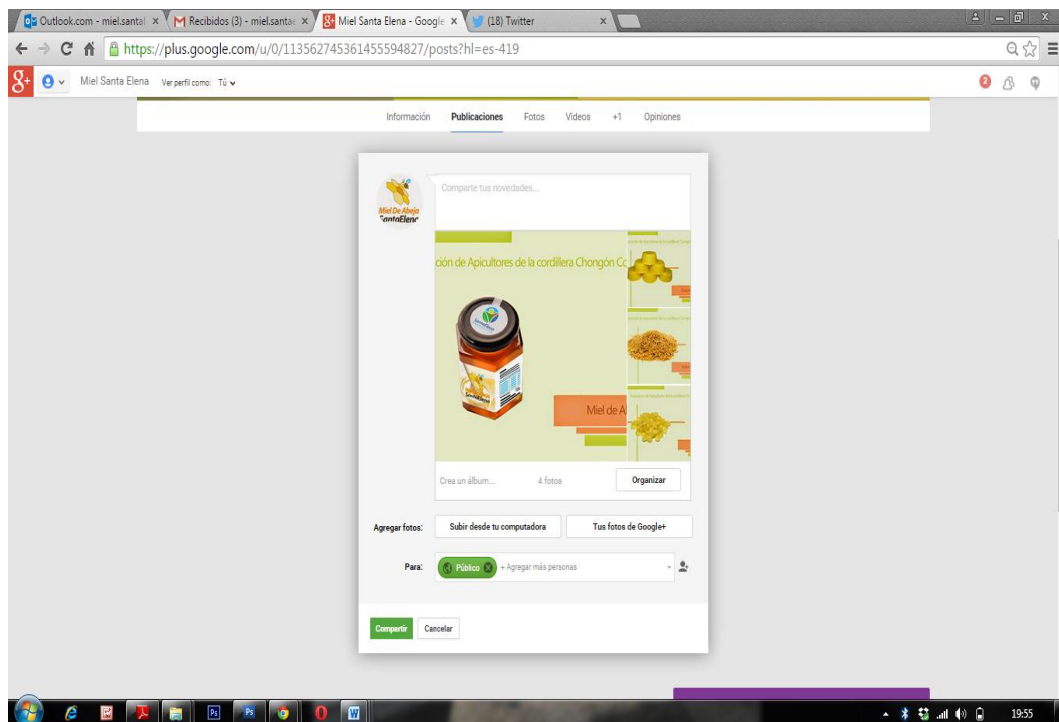 Outlook.com - miel.santal
Recibidos (3) - miel.santae
Miel Santa Elena - Google
(18) Twitter
https://plus.google.com/u/0/113562745361455594827/posts?hl=es-419
Miel Santa Elena Ver perfil como: Tú
2
Información Publicaciones Fotos Videos +1 Opiniones
Comparte tus novedades...
Miel De Abeja
SantaElena
ción de Apicultores de la cordillera Chongón Co
Miel de A
Crea un álbum... 4 fotos Organizar
Agregar fotos: Subir desde tu computadora Tus fotos de Google+
Para: Público + Agregar más personas
Compartir Cancelar
19:55